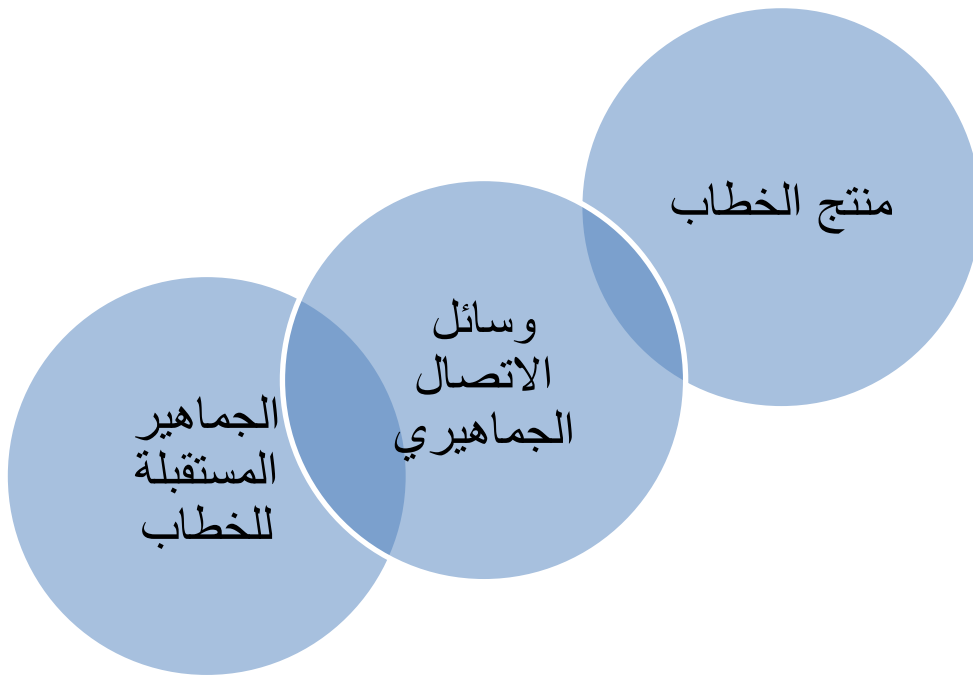 منتج الخطاب
وسائل
الاتصال
الجماهيري
الجماهير
المستقبلة
للخطاب